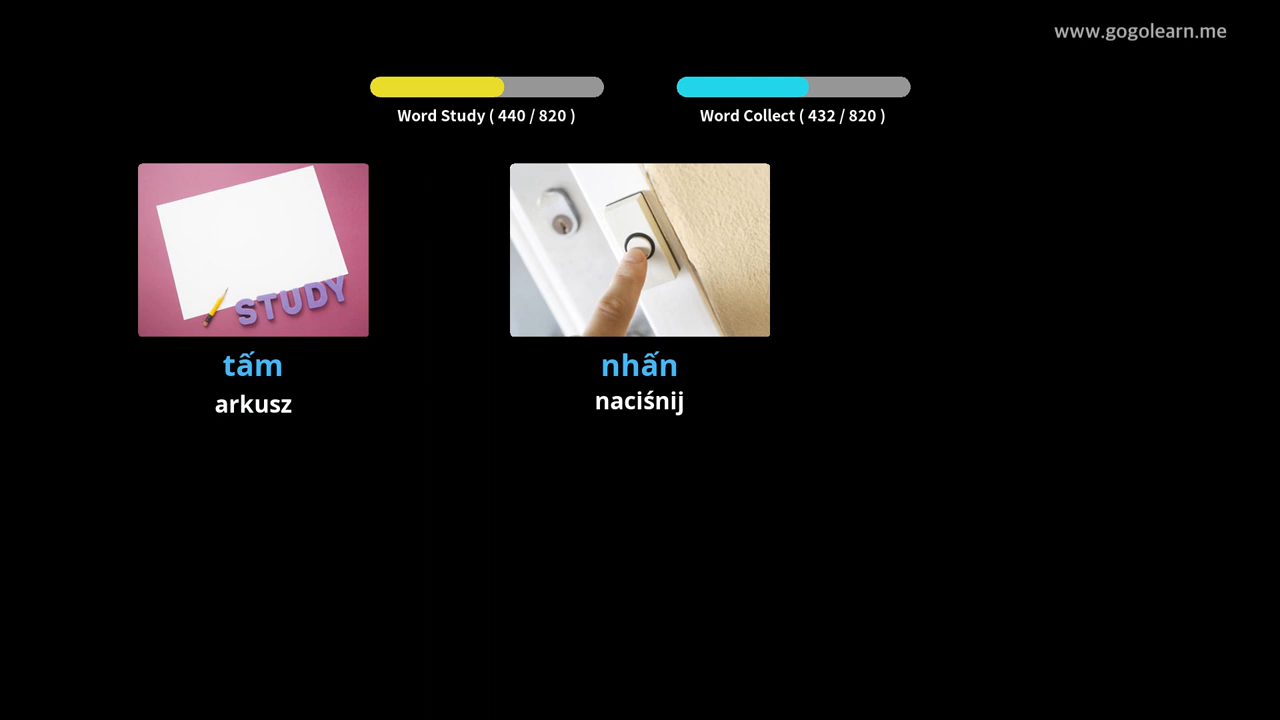 www.gogolearn.me
Word Study ( 440 / 820 )
Word Collect ( 432 / 820 )
STUDY
tấm
arkusz
nhấn
naciśnij